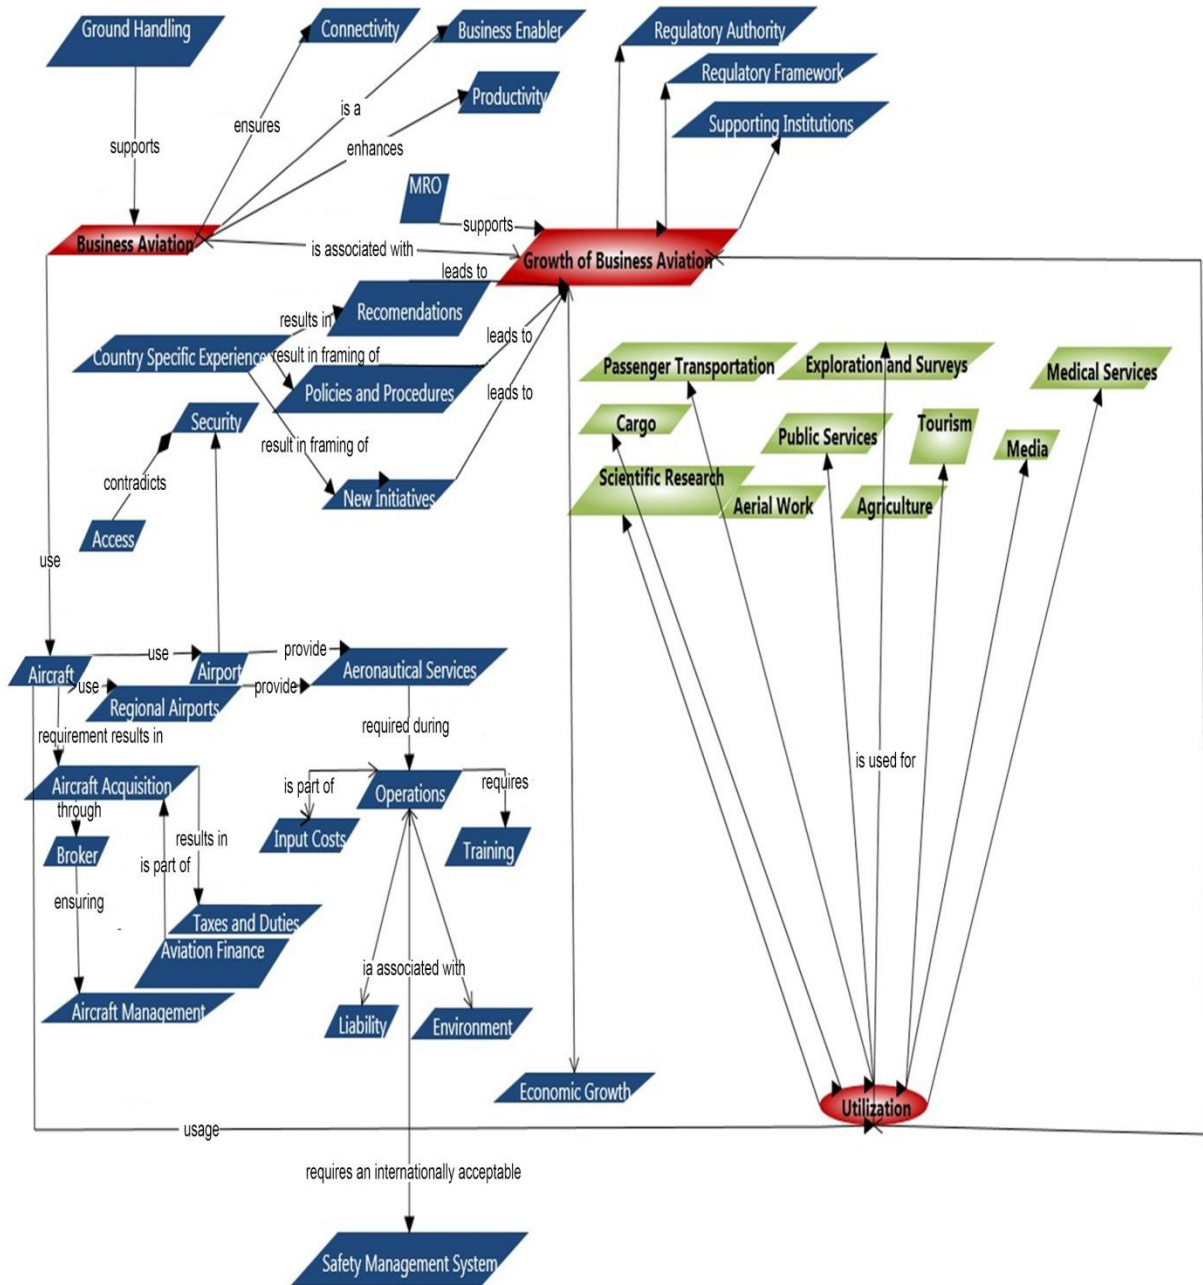 Ground Handling
Connectivity
Business Enabler
Regulatory Authority
Requlatory Framework
Productivity
Supporting Institutions
is a
ensures
enhances
supports
MRO
supports
Business Aviation
is associated with
Growth of Business Aviation
leads to
Recomendations
results in
leads to
Country Specific Experience
result in framing of
Policies and Procedures
leads to
Passenger Transportation
Exploration and Surveys
Medical Services
Security
result in framing of
Cargo
Public Services
Tourism
Media
contradicts
New Initiatives
Scientific Research
Aerial Work
Agriculture
Access
use
use
provide
Aircraft
Airport
Aeronautical Services
use
provide
Regional Airports
requirement results in
required during
is used for
Aircraft Acquisition
is part of
Operations
requires
through
results in
Input Costs
Training
Broker
is part of
ensuring
Taxes and Duties
Aviation Finance
ia associated with
Aircraft Management
Liability
Environment
Economic Growth
Utilization
usage
requires an internationally acceptable
Safety Management System